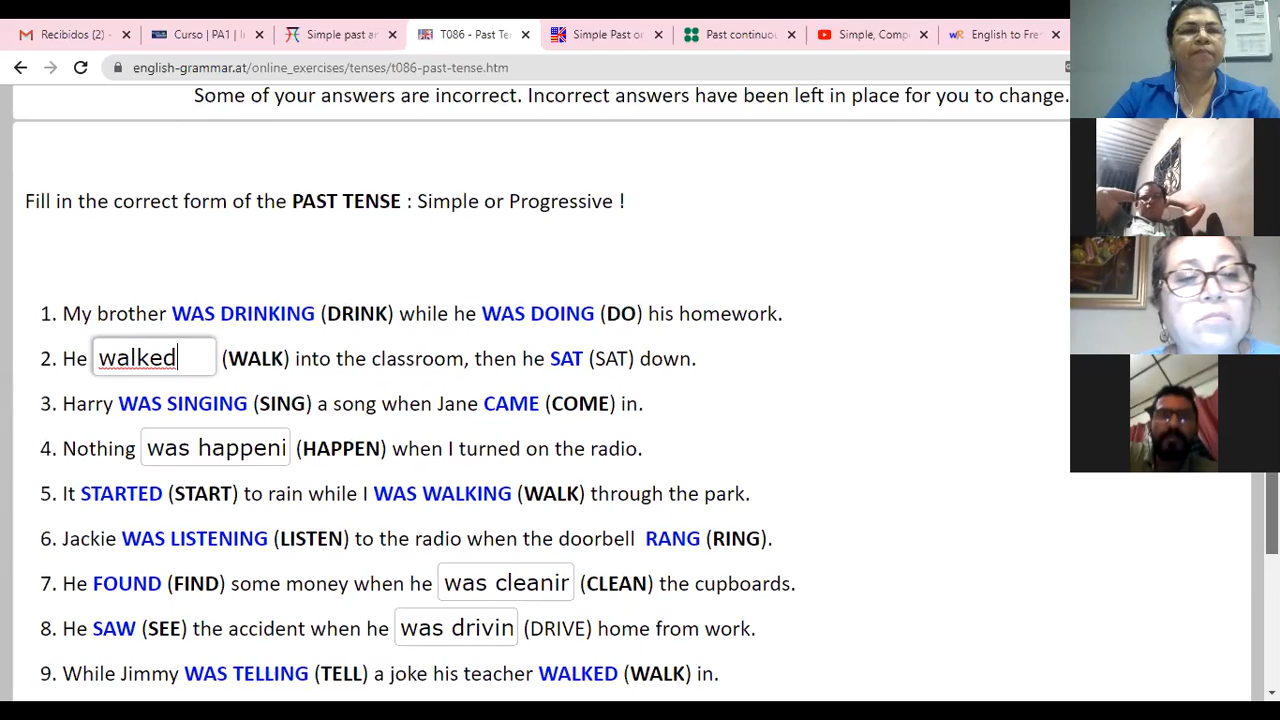 Recibidos (2) - Curso | PA1 | In Simple past ar T086 - Past Te Simple Past or Past continuou Simple, Comp English to Fre
english-grammar.at/online_exercises/tenses/t086-past-tense.htm
Some of your answers are incorrect. Incorrect answers have been left in place for you to change.
Fill in the correct form of the PAST TENSE : Simple or Progressive !
1. My brother WAS DRINKING (DRINK) while he WAS DOING (DO) his homework.
2. He walked (WALK) into the classroom, then he SAT (SAT) down.
3. Harry WAS SINGING (SING) a song when Jane CAME (COME) in.
4. Nothing was happeni (HAPPEN) when I turned on the radio.
5. It STARTED (START) to rain while I WAS WALKING (WALK) through the park.
6. Jackie WAS LISTENING (LISTEN) to the radio when the doorbell RANG (RING).
7. He FOUND (FIND) some money when he was cleanin (CLEAN) the cupboards.
8. He SAW (SEE) the accident when he was drivin (DRIVE) home from work.
9. While Jimmy WAS TELLING (TELL) a joke his teacher WALKED (WALK) in.